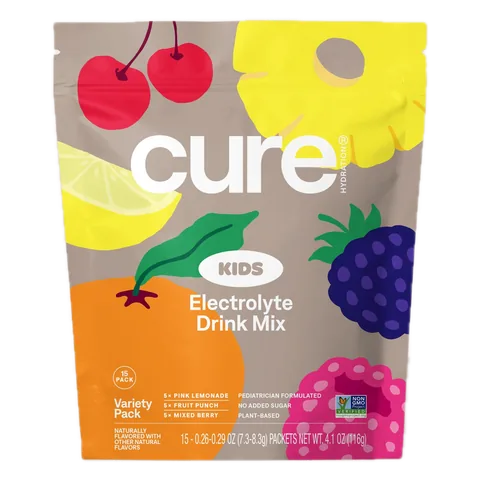 cure
HYDRATION
KIDS
Electrolyte
Drink Mix
15
PACK
Variety
Pack
5× PINK LEMONADE
5× FRUIT PUNCH
5× MIXED BERRY
PEDIATRICIAN FORMULATED
NO ADDED SUGAR
PLANT-BASED
NON
GMO
Project
VERIFIED
NATURALLY
FLAVORED WITH
OTHER NATURAL
FLAVORS
15 - 0.26-0.29 OZ (7.3-8.3g) PACKETS NET WT. 4.1 OZ (116g)